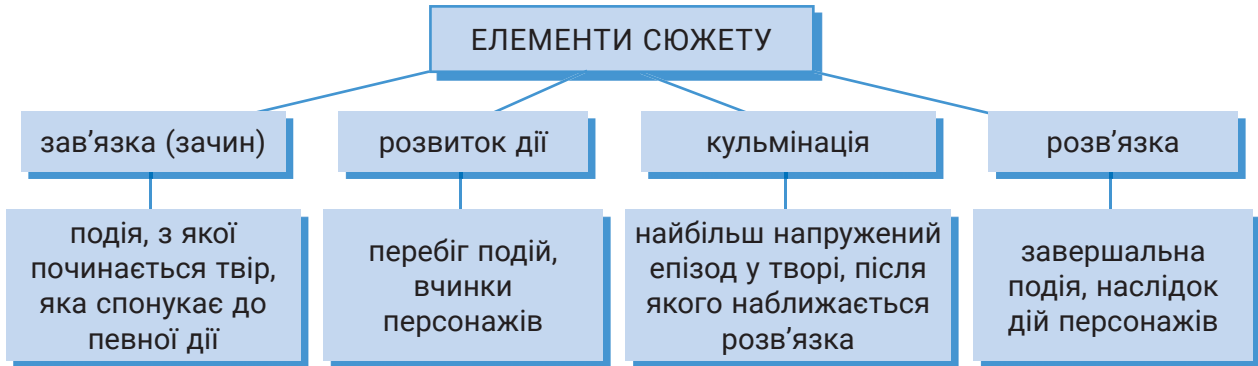 ЕЛЕМЕНТИ СЮЖЕТУ
зав’язка (зачин)
розвиток дії
кульмінація
розв’язка
подія, з якої
починається твір,
яка спонукає до
певної дії
перебіг подій,
вчинки
персонажів
найбільш напружений
епізод у творі, після
якого наближається
розв’язка
завершальна
подія, наслідок
дій персонажів